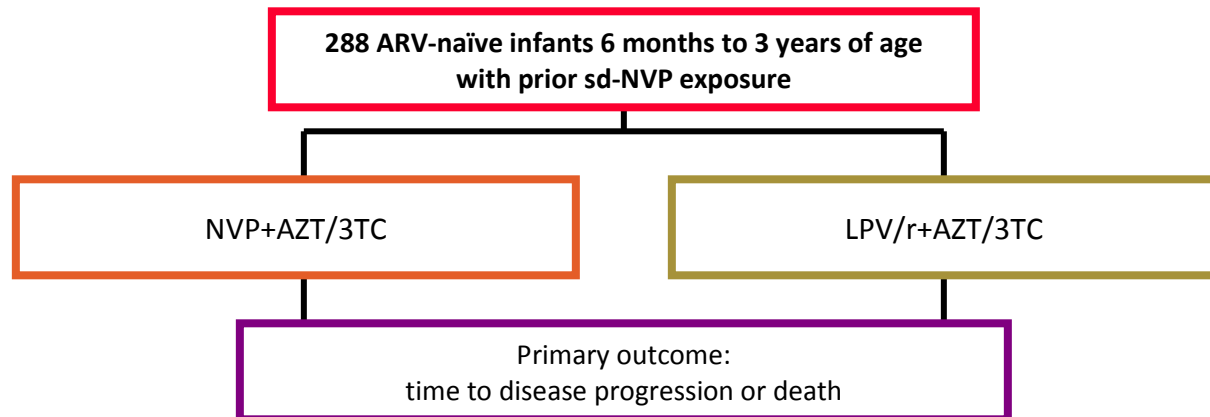 288 ARV-naïve infants 6 months to 3 years of age
with prior sd-NVP exposure
NVP+AZT/3TC
LPV/r+AZT/3TC
Primary outcome:
time to disease progression or death